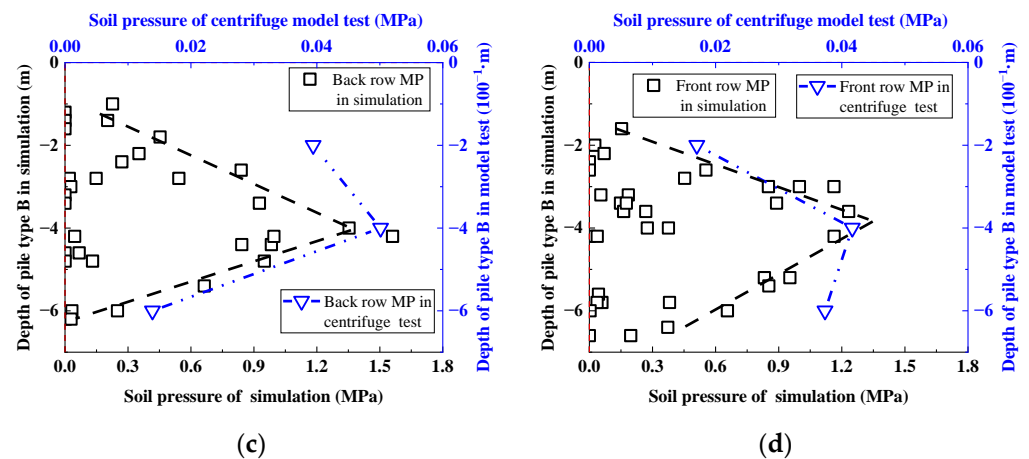 Soil pressure of centrifuge model test (MPa)
0.00 0.02 0.04 0.06
Depth of pile type B in simulation (m)
0
−2
−4
−6
Back row MP
in simulation
Back row MP in
centrifuge test
0
−2
−4
−6
Depth of pile type B in model test (100⁻¹·m)
0.0 0.3 0.6 0.9 1.2 1.5 1.8
Soil pressure of simulation (MPa)
(c)
Soil pressure of centrifuge model test (MPa)
0.00 0.02 0.04 0.06
Depth of pile type B in simulation (m)
0
−2
−4
−6
Front row MP
in simulation
Front row MP in
centrifuge test
0
−2
−4
−6
Depth of pile type B in model test (100⁻¹·m)
0.0 0.3 0.6 0.9 1.2 1.5 1.8
Soil pressure of simulation (MPa)
(d)